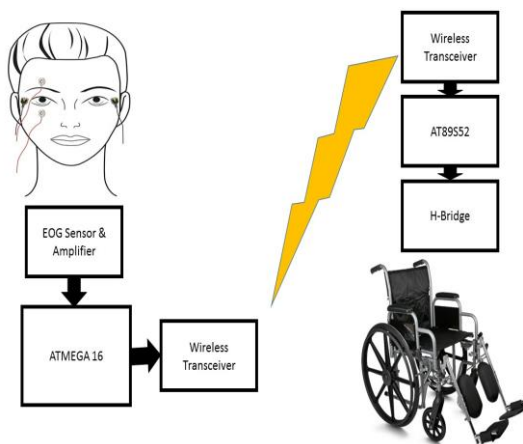 EOG Sensor &
Amplifier
ATMEGA 16
Wireless
Transceiver
Wireless
Transceiver
AT89S52
H-Bridge